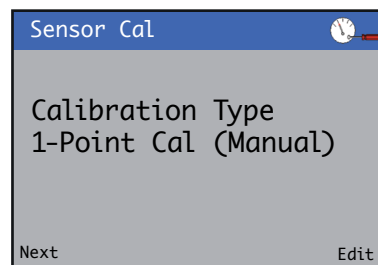 Sensor Cal
Calibration Type
1-Point Cal (Manual)
Next Edit